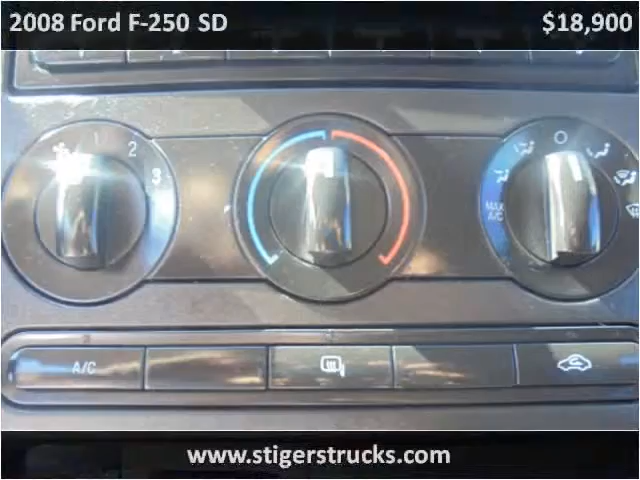 2008 Ford F-250 SD
$18,900
1
2
3
MAX
A/C
A/C
www.stigerstrucks.com